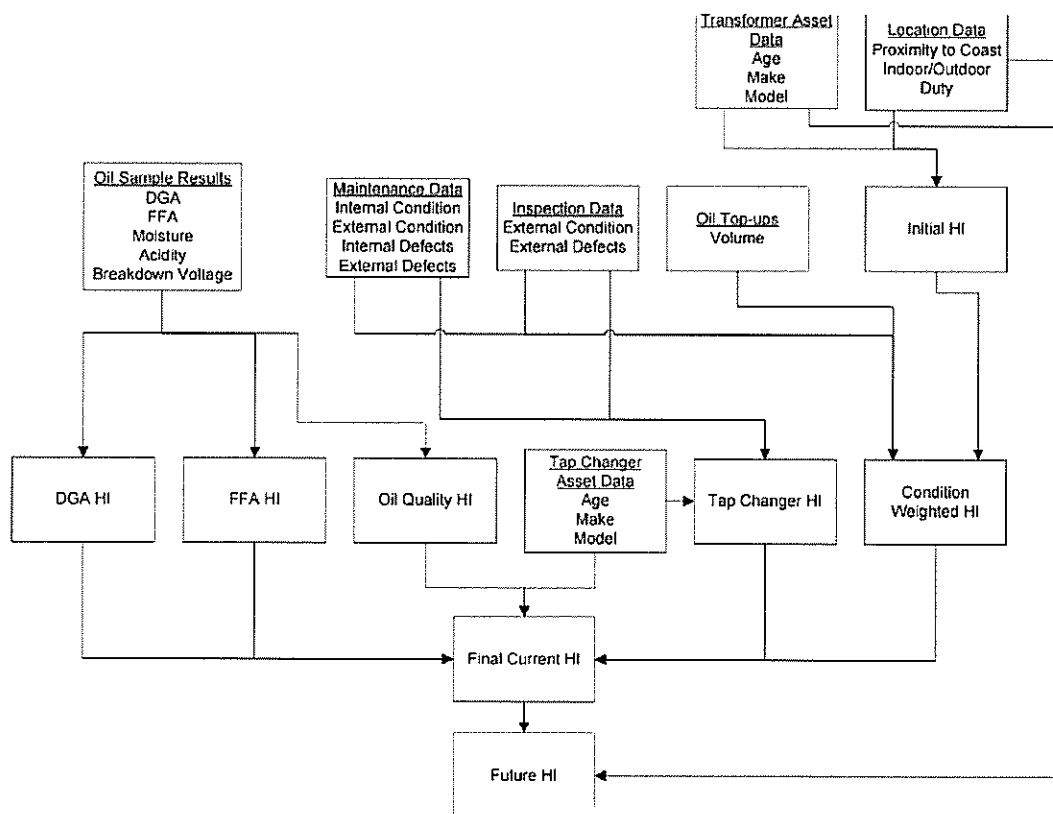 Transformer Asset
Data
Age
Make
Model
Location Data
Proximity to Coast
Indoor/Outdoor
Duty
Oil Sample Results
DGA
FFA
Moisture
Acidity
Breakdown Voltage
Maintenance Data
Internal Condition
External Condition
Internal Defects
External Defects
Inspection Data
External Condition
External Defects
Oil Top-ups
Volume
Initial HI
DGA HI
FFA HI
Oil Quality HI
Tap Changer
Asset Data
Age
Make
Model
Tap Changer HI
Condition
Weighted HI
Final Current HI
Future HI